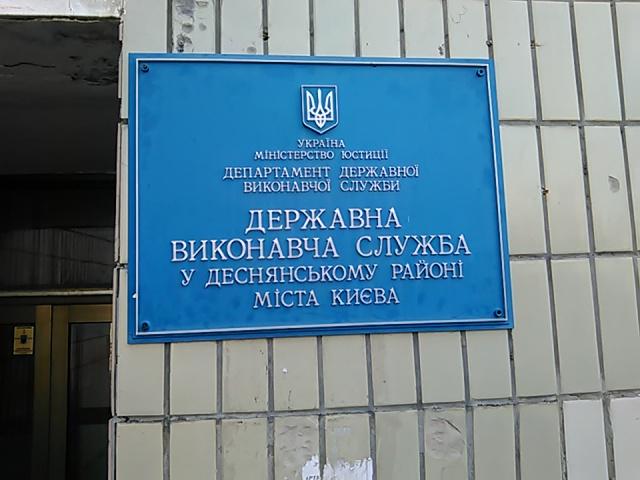 УКРАЇНА
МІНІСТЕРСТВО ЮСТИЦІЇ
ДЕПАРТАМЕНТ ДЕРЖАВНОЇ
ВИКОНАВЧОЇ СЛУЖБИ
ДЕРЖАВНА
ВИКОНАВЧА СЛУЖБА
У ДЕСНЯНСЬКОМУ РАЙОНІ
МІСТА КИЄВА